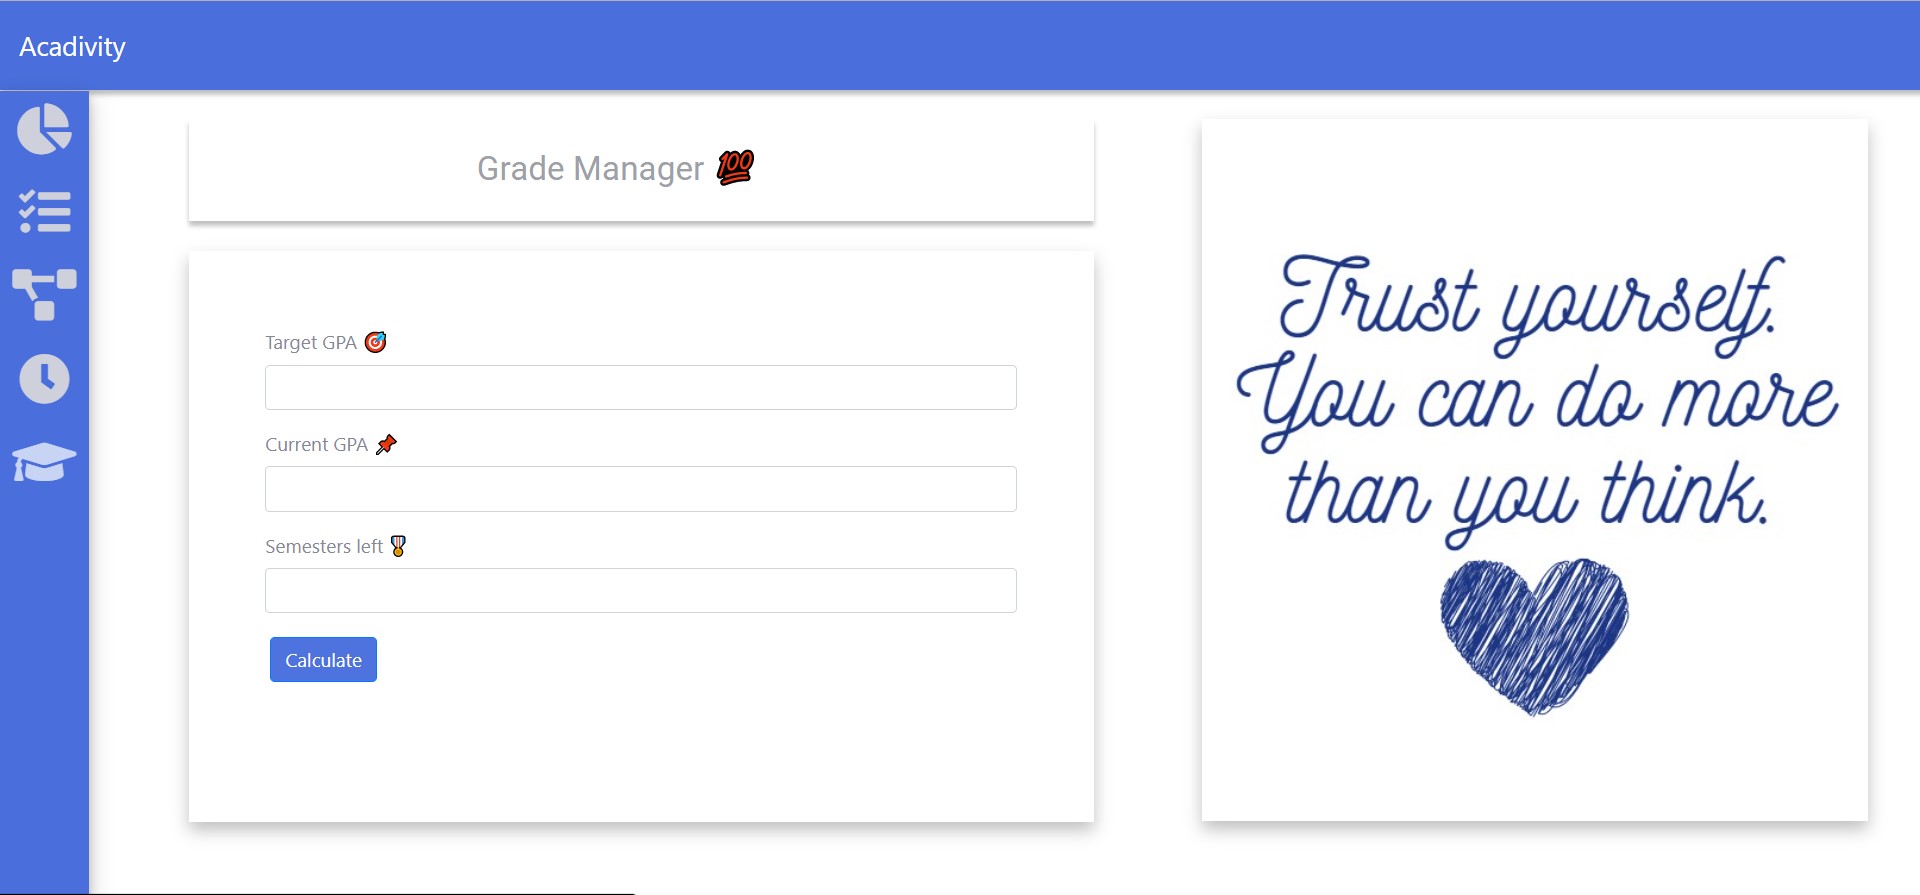 Acadivity
Grade Manager 💯
Target GPA 🎯
Current GPA 📌
Semesters left 🎖
Calculate
Trust yourself.
You can do more
than you think.